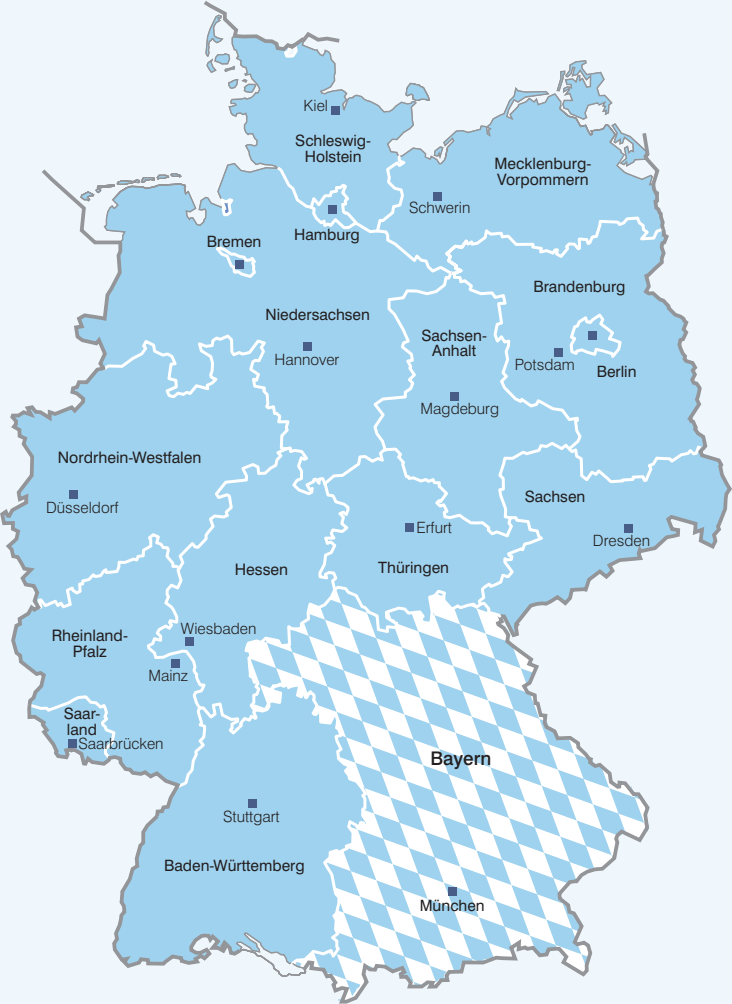 Kiel
Schleswig-
Holstein
Mecklenburg-
Vorpommern
Schwerin
Hamburg
Bremen
Brandenburg
Niedersachsen
Sachsen-
Anhalt
Hannover
Potsdam
Berlin
Magdeburg
Nordrhein-Westfalen
Düsseldorf
Sachsen
Erfurt
Dresden
Hessen
Thüringen
Wiesbaden
Rheinland-
Pfalz
Mainz
Saar-
land
Saarbrücken
Bayern
Stuttgart
Baden-Württemberg
München